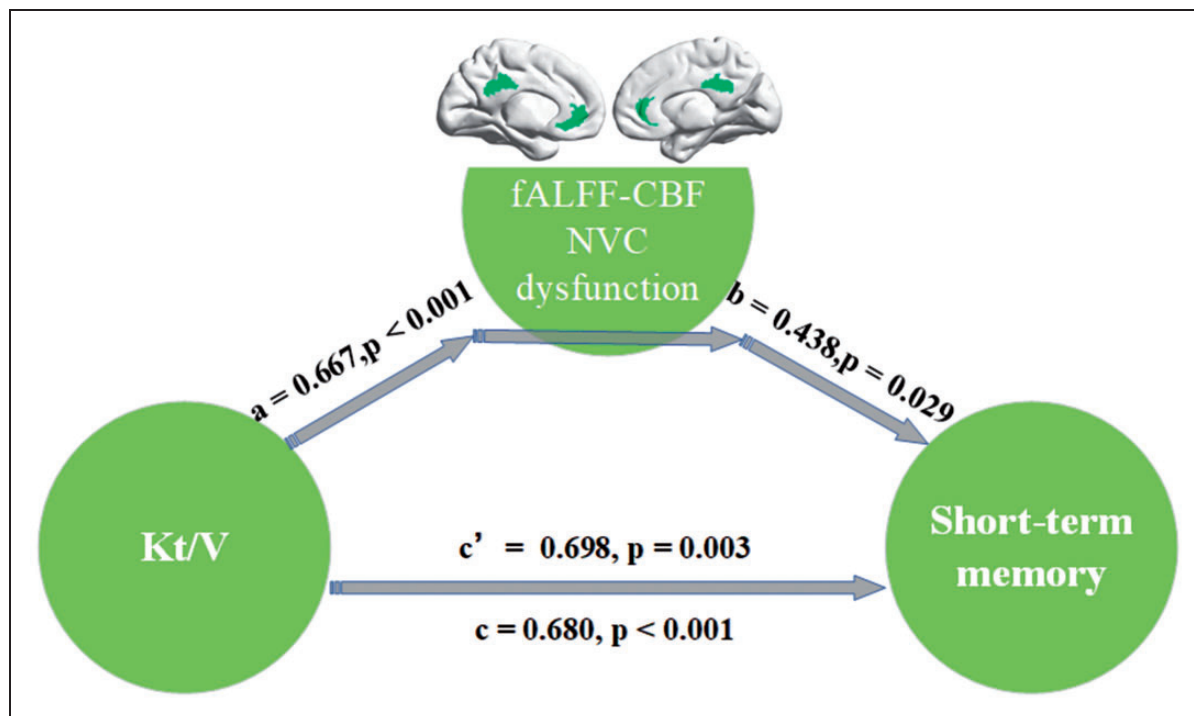 fALFF-CBF
NVC
dysfunction
a = 0.667,p < 0.001
b = 0.438,p = 0.029
Kt/V
c’ = 0.698, p = 0.003
c = 0.680, p < 0.001
Short-term
memory